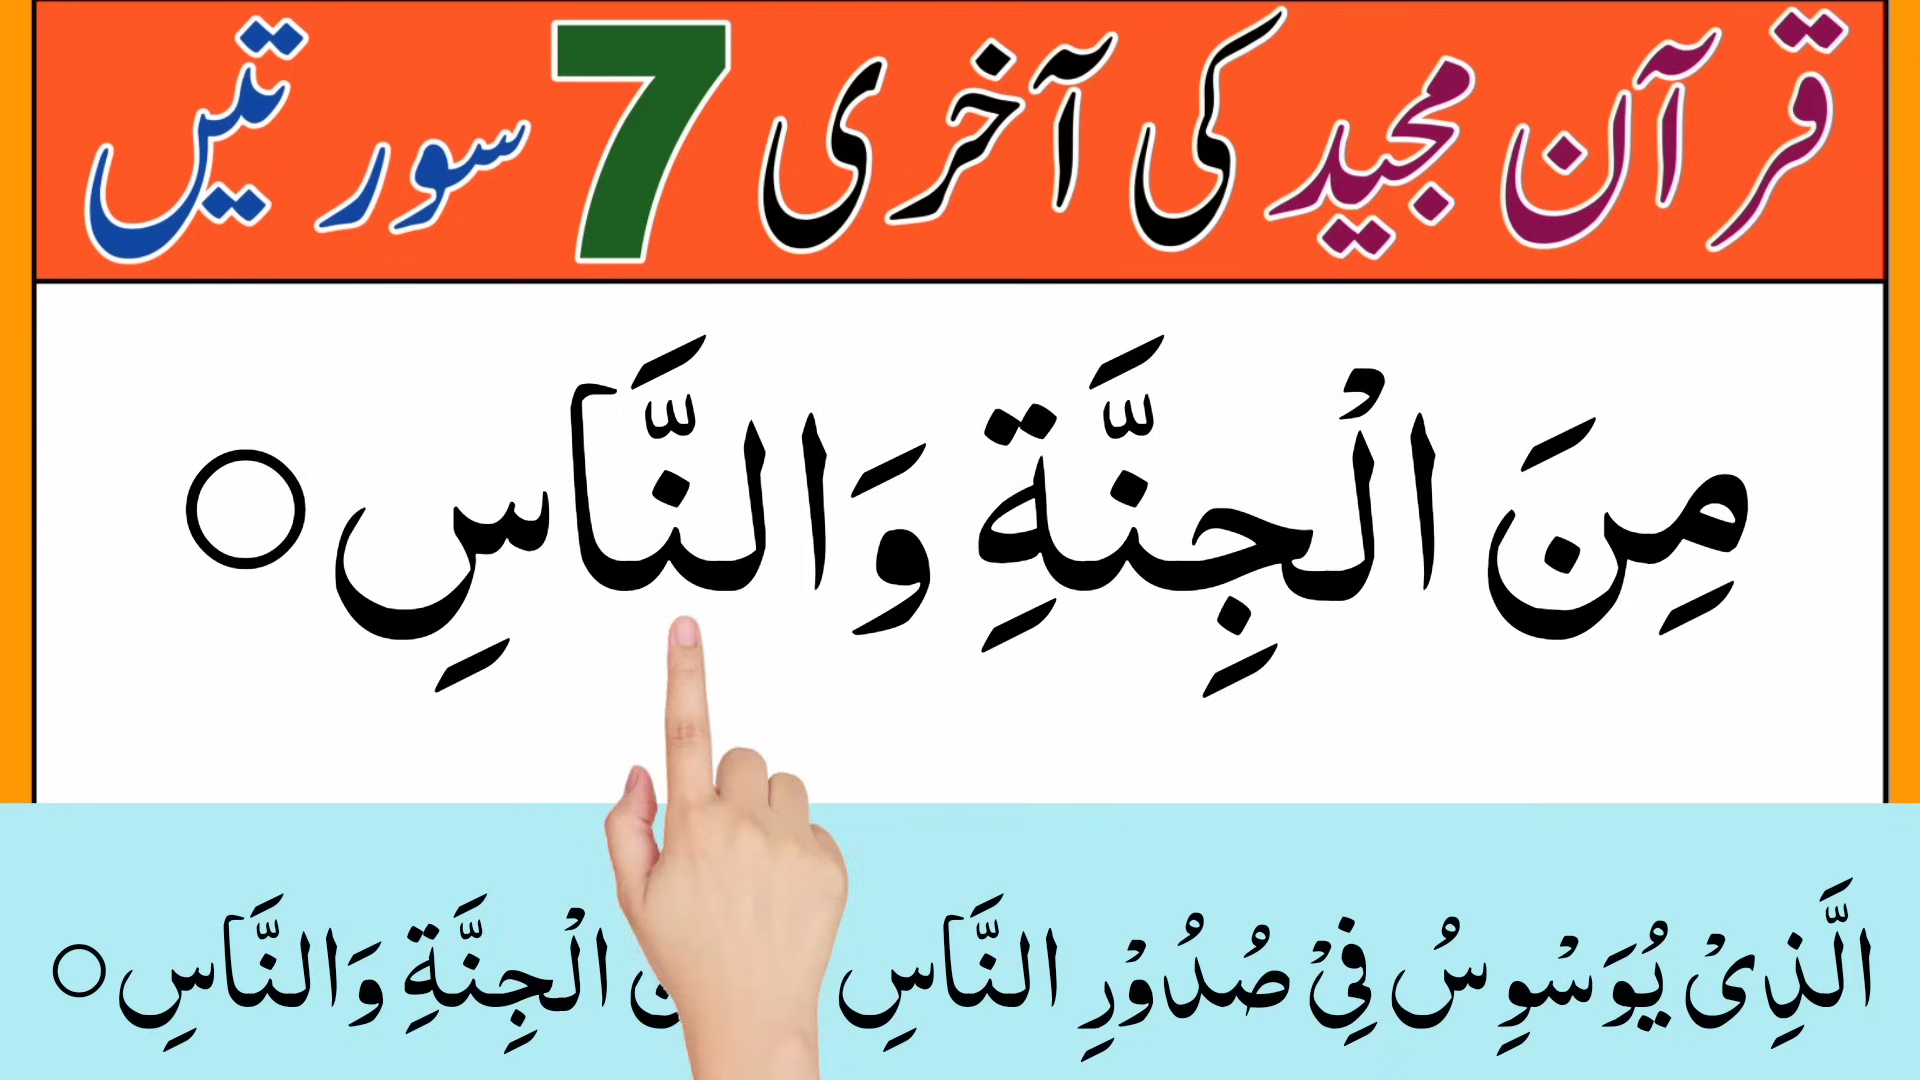 قرآن مجید کی آخری 7 سورتیں
مِنَ الْجِنَّةِ وَالنَّاسِ ○
الَّذِیْ یُوَسْوِسُ فِیْ صُدُوْرِ النَّاسِ الْجِنَّةِ وَالنَّاسِ ○